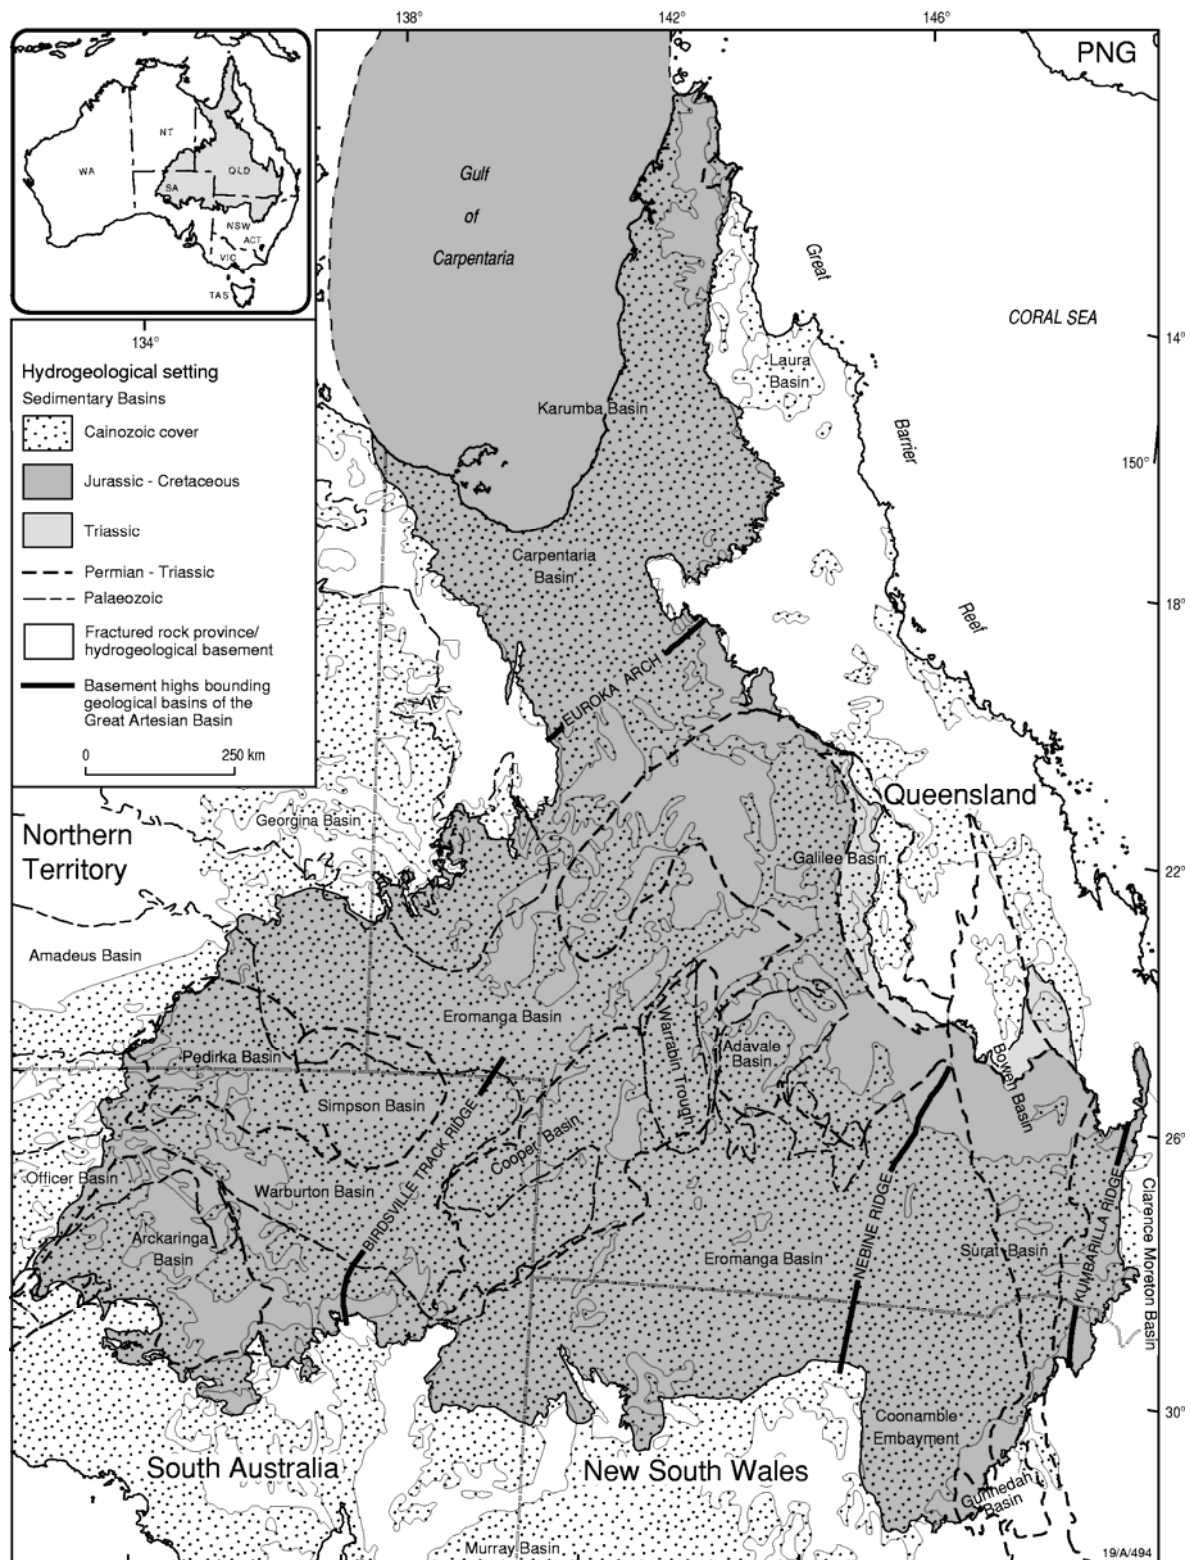 138°
142°
146°
PNG
NT
WA
QLD
SA
NSW
ACT
VIC
TAS
134°
Hydrogeological setting
Sedimentary Basins
Cainozoic cover
Jurassic - Cretaceous
Triassic
Permian - Triassic
Palaeozoic
Fractured rock province/
hydrogeological basement
Basement highs bounding
geological basins of the
Great Artesian Basin
0
250 km
Gulf
of
Carpentaria
Great
CORAL SEA
14°
Laura
Basin
Karumba Basin
Barrier
150°
Carpentaria
Basin
18°
Reef
EUROKA ARCH
Queensland
Georgina Basin
Northern
Territory
Galilee Basin
22°
Amadeus Basin
Eromanga Basin
Warrabin Trough
Adavale
Basin
Pedirka Basin
Bowen Basin
Simpson Basin
26°
Cooper Basin
BIRDSVILLE TRACK RIDGE
Officer Basin
Warburton Basin
Arckaringa
Basin
Eromanga Basin
NEBINE RIDGE
Surat Basin
KUMBARILLA RIDGE
Clarence Moreton Basin
30°
Coonamble
Embayment
South Australia
New South Wales
Gunnedah
Basin
Murray Basin
19/A/494